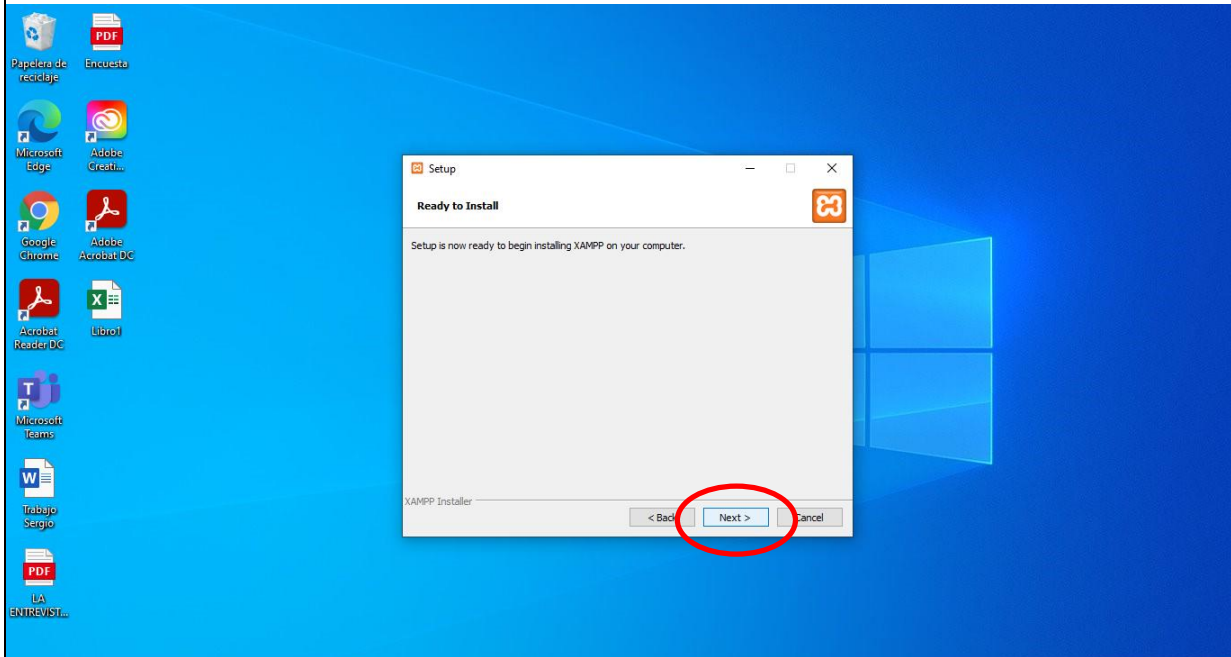 Papelera de
reciclaje
PDF
Encuesta
Microsoft
Edge
Adobe
Creati...
Google
Chrome
Adobe
Acrobat DC
Acrobat
Reader DC
X
Libro1
T
Microsoft
Teams
W
Trabajo
Sergio
PDF
LA
ENTREVIST...
Setup
Ready to Install
Setup is now ready to begin installing XAMPP on your computer.
XAMPP Installer
< Back
Next >
Cancel